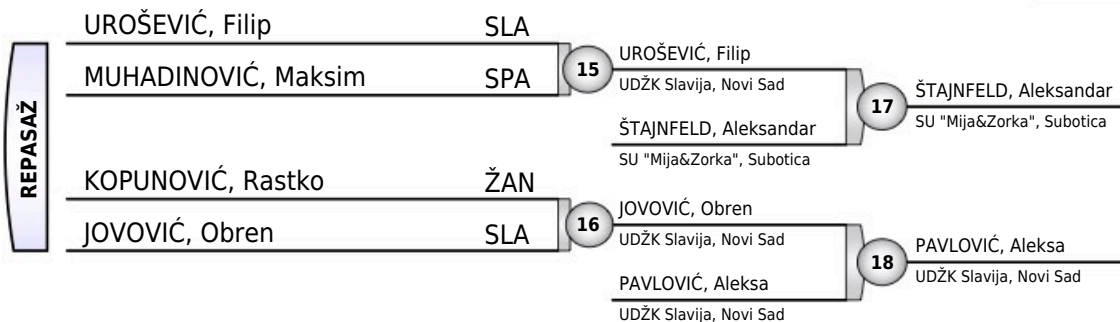 REPASAŽ
UROŠEVIĆ, Filip SLA
MUHADINOVIĆ, Maksim SPA
15
UROŠEVIĆ, Filip
UDŽK Slavija, Novi Sad
ŠTAJNFELD, Aleksandar
SU "Mija&Zorka", Subotica
17
ŠTAJNFELD, Aleksandar
SU "Mija&Zorka", Subotica
KOPUNOVIĆ, Rastko ŽAN
JOVOVIĆ, Obren SLA
16
JOVOVIĆ, Obren
UDŽK Slavija, Novi Sad
PAVLOVIĆ, Aleksa
UDŽK Slavija, Novi Sad
18
PAVLOVIĆ, Aleksa
UDŽK Slavija, Novi Sad